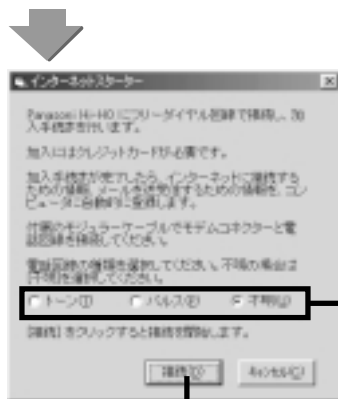 インターネットスターター
Panasonic Hi-HO にフリーダイヤル回線で接続し、加
入手続きを行います。
加入にはクレジットカードが必要です。
加入手続きが完了したら、インターネットに接続する
ための情報、メールを送受信するための情報を、コン
ピュータに自動的に登録します。
付属のモジュラーケーブルでモデムコネクターと電
話回線を接続してください。
電話回線の種類を選択してください。不明の場合は
[不明]を選択してください。
トーン(T) パルス(P) 不明(U)
[接続] をクリックすると接続を開始します。
接続(C) キャンセル(C)